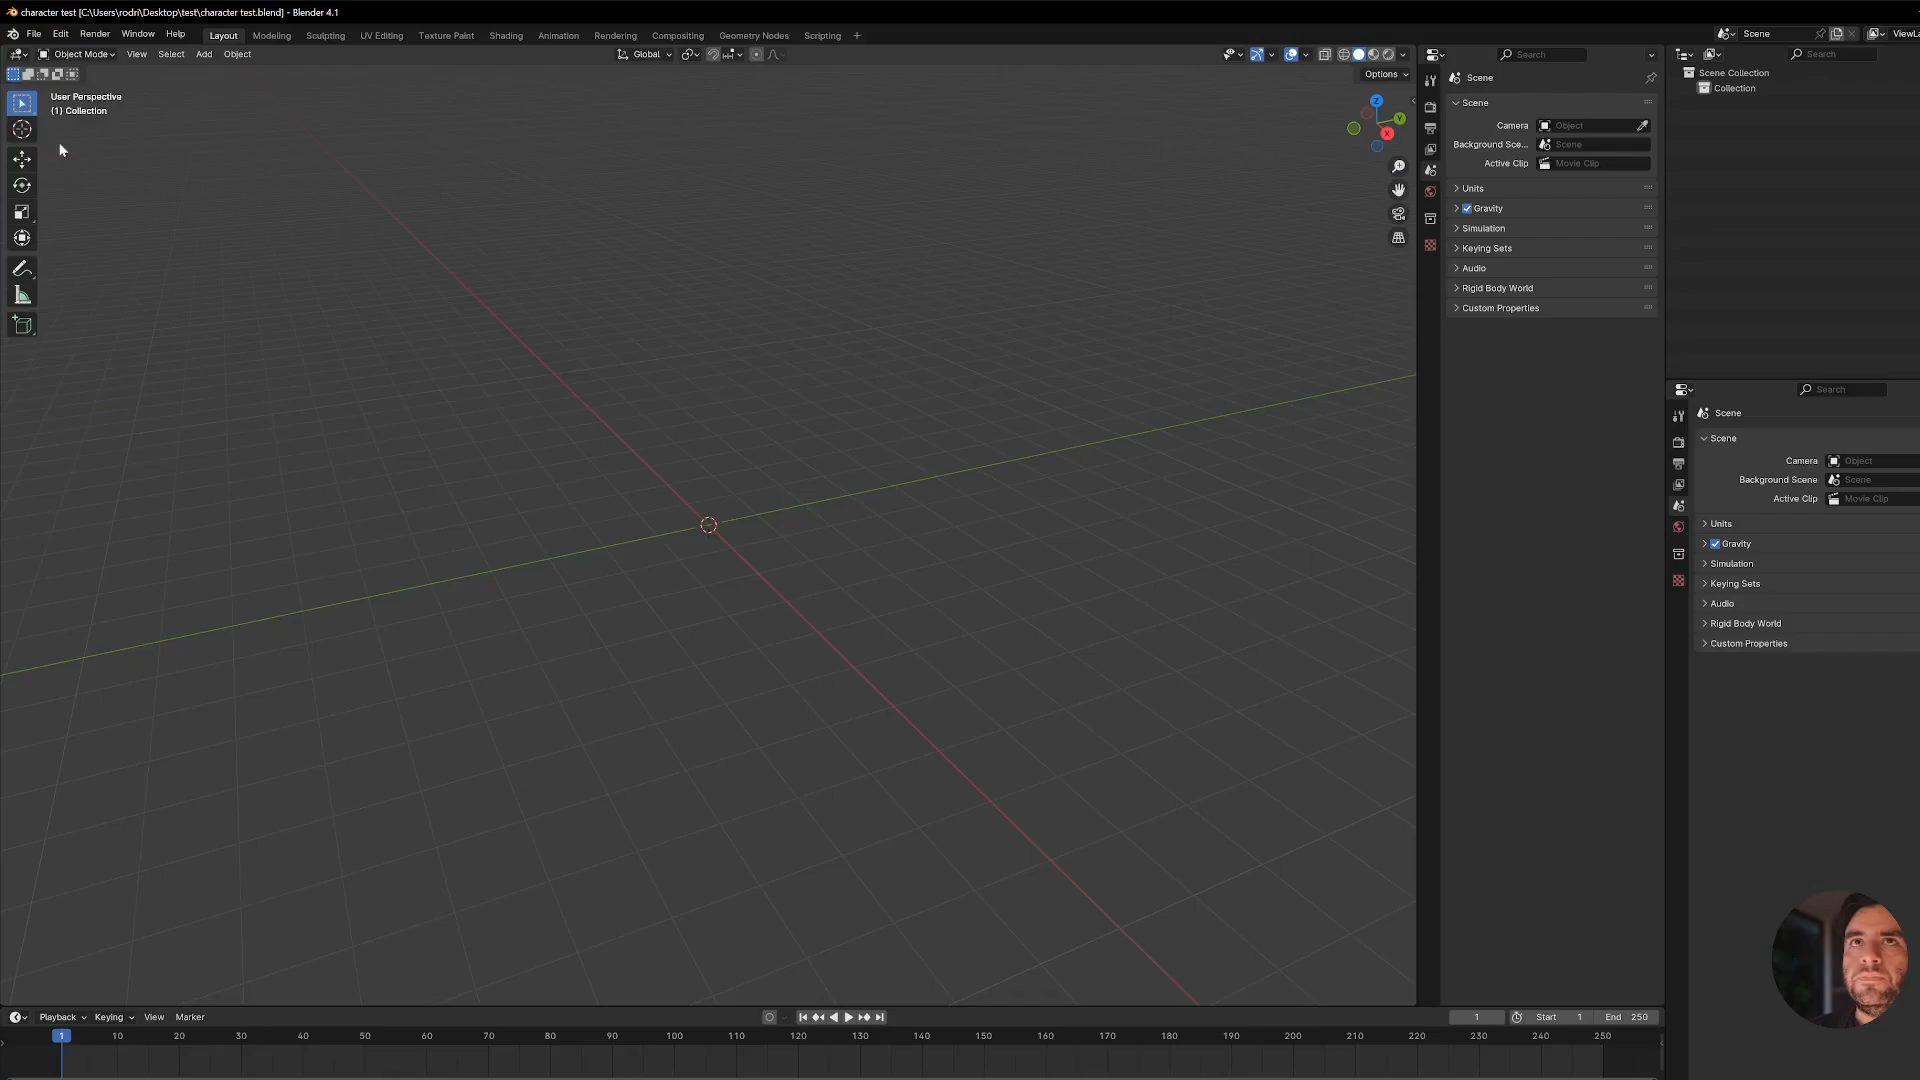 character test [C:\Users\rodri\Desktop\test\character test.blend] - Blender 4.1
File Edit Render Window Help Layout Modeling Sculpting UV Editing Texture Paint Shading Animation Rendering Compositing Geometry Nodes Scripting + Scene
Object Mode View Select Add Object Global Search Search
Options
User Perspective
(1) Collection
Z
Y
X
Scene
Scene
Camera Object
Background Sce... Scene
Active Clip Movie Clip
Units
Gravity
Simulation
Keying Sets
Audio
Rigid Body World
Custom Properties
Scene Collection
Collection
Search
Scene
Scene
Camera Object
Background Scene Scene
Active Clip Movie Clip
Units
Gravity
Simulation
Keying Sets
Audio
Rigid Body World
Custom Properties
Playback Keying View Marker 1 Start 1 End 250
1 10 20 30 40 50 60 70 80 90 100 110 120 130 140 150 160 170 180 190 200 210 220 230 240 250